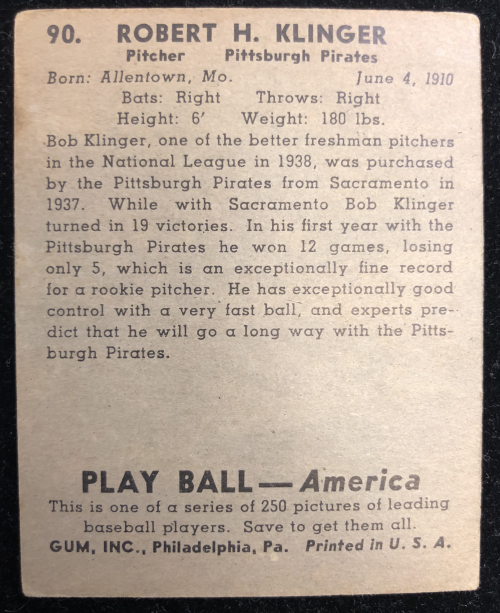 90. ROBERT H. KLINGER
Pitcher Pittsburgh Pirates
Born: Allentown, Mo. June 4, 1910
Bats: Right Throws: Right
Height: 6' Weight: 180 lbs.
Bob Klinger, one of the better freshman pitchers
in the National League in 1938, was purchased
by the Pittsburgh Pirates from Sacramento in
1937. While with Sacramento Bob Klinger
turned in 19 victories. In his first year with the
Pittsburgh Pirates he won 12 games, losing
only 5, which is an exceptionally fine record
for a rookie pitcher. He has exceptionally good
control with a very fast ball, and experts pre-
dict that he will go a long way with the Pitts-
burgh Pirates.
PLAY BALL — America
This is one of a series of 250 pictures of leading
baseball players. Save to get them all.
GUM, INC., Philadelphia, Pa. Printed in U. S. A.